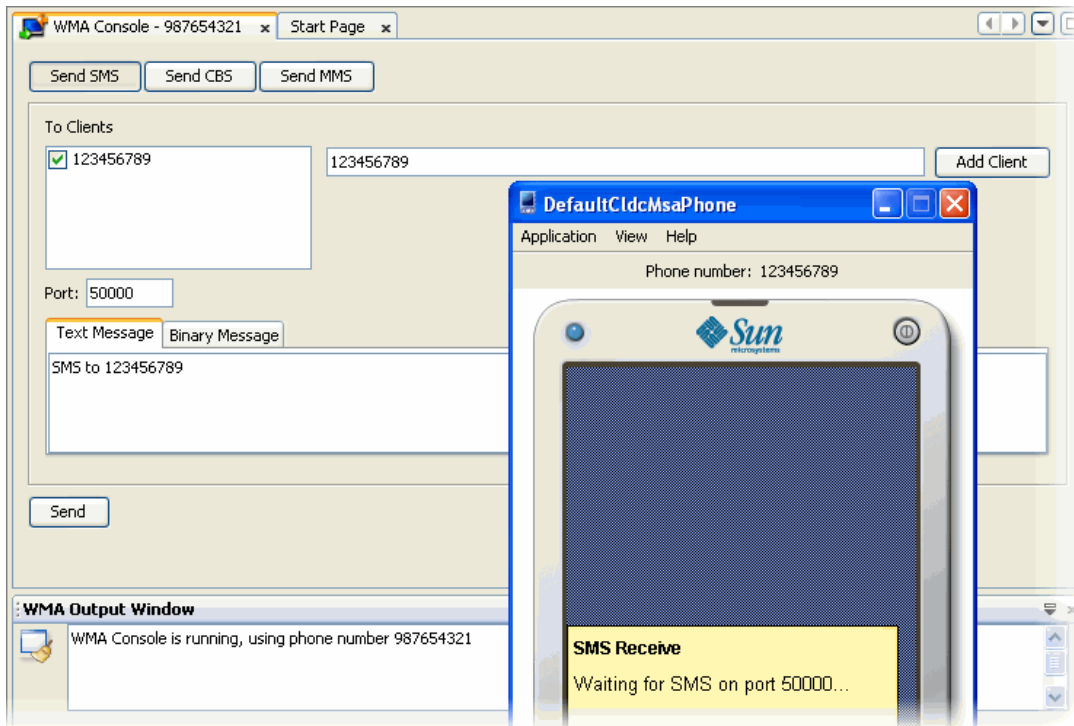 WMA Console - 987654321 x Start Page x
Send SMS Send CBS Send MMS
To Clients
123456789
123456789
Add Client
Port: 50000
Text Message Binary Message
SMS to 123456789
Send
WMA Output Window
WMA Console is running, using phone number 987654321
DefaultCldcMsaPhone
Application View Help
Phone number: 123456789
Sun
microsystems
SMS Receive
Waiting for SMS on port 50000...